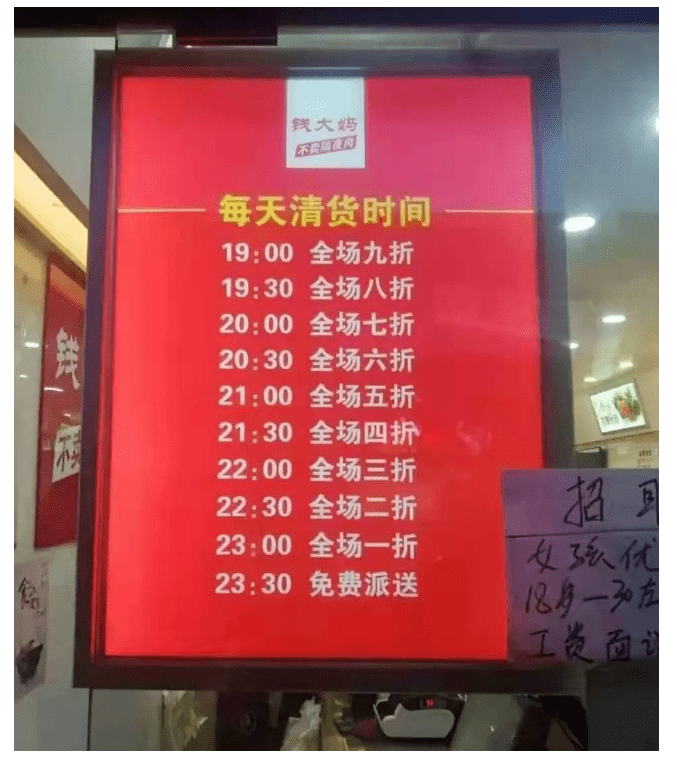 钱大妈
不卖隔夜肉
每天清货时间
19:00 全场九折
19:30 全场八折
20:00 全场七折
20:30 全场六折
21:00 全场五折
21:30 全场四折
22:00 全场三折
22:30 全场二折
23:00 全场一折
23:30 免费派送
钱
不卖
招
女孩优
18岁—30左
工资面议